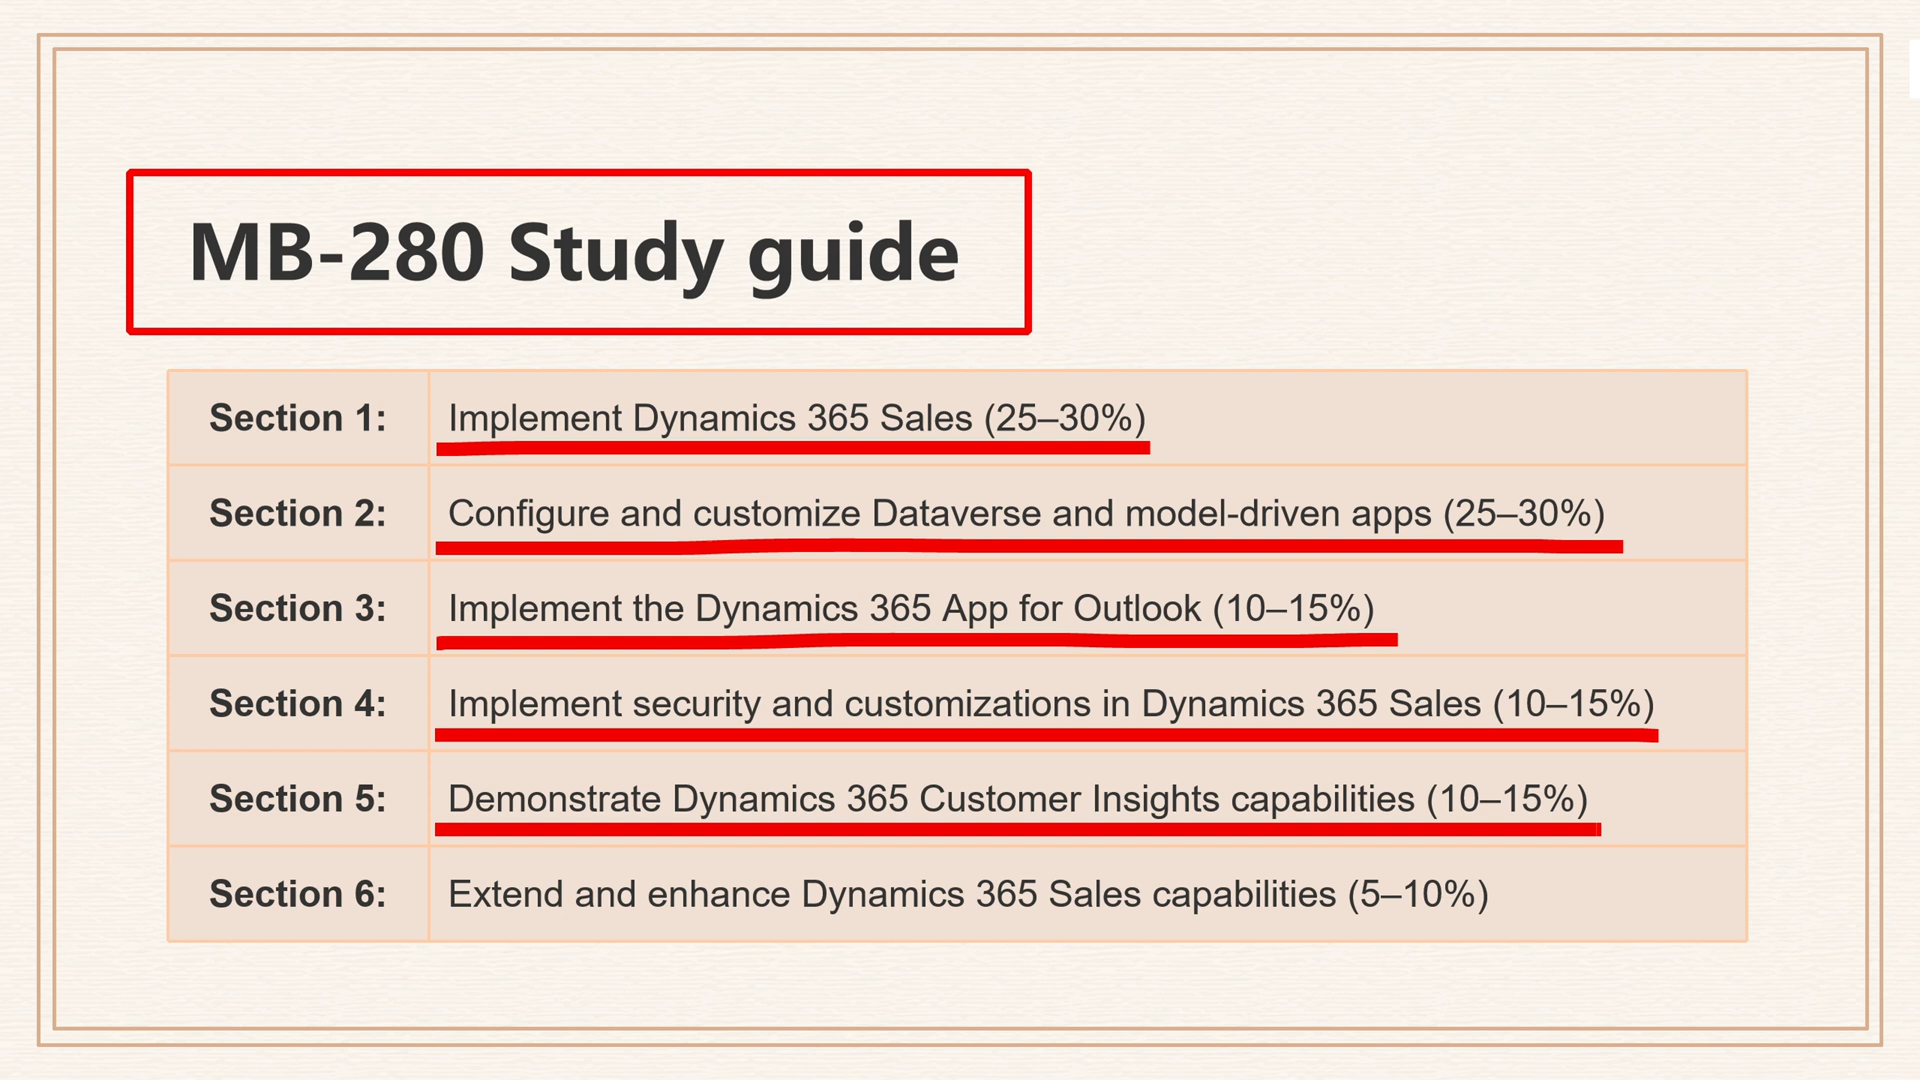 MB-280 Study guide
Section 1: Implement Dynamics 365 Sales (25–30%)
Section 2: Configure and customize Dataverse and model-driven apps (25–30%)
Section 3: Implement the Dynamics 365 App for Outlook (10–15%)
Section 4: Implement security and customizations in Dynamics 365 Sales (10–15%)
Section 5: Demonstrate Dynamics 365 Customer Insights capabilities (10–15%)
Section 6: Extend and enhance Dynamics 365 Sales capabilities (5–10%)